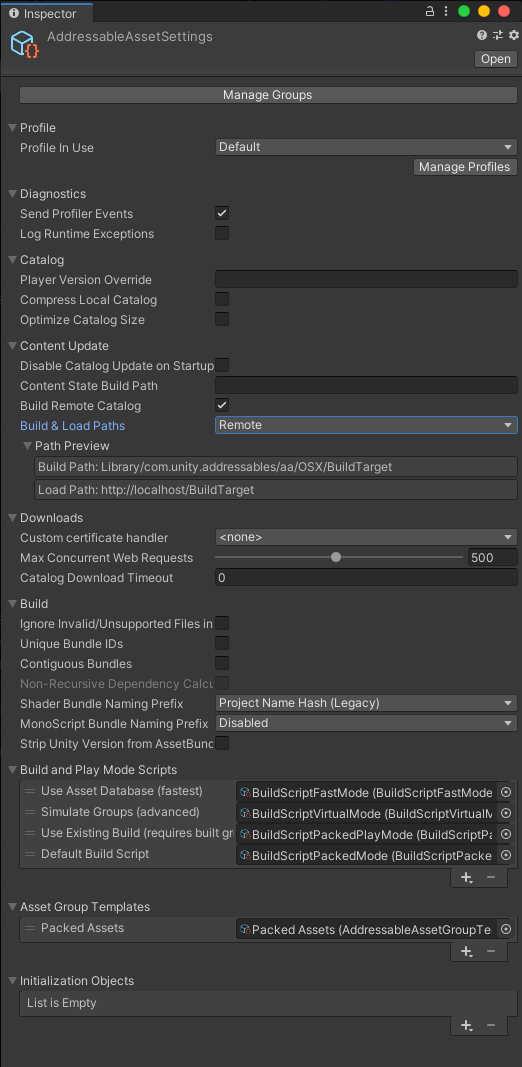 Inspector
AddressableAssetSettings
Open
Manage Groups
Profile
Profile In Use Default
Manage Profiles
Diagnostics
Send Profiler Events
Log Runtime Exceptions
Catalog
Player Version Override
Compress Local Catalog
Optimize Catalog Size
Content Update
Disable Catalog Update on Startup
Content State Build Path
Build Remote Catalog
Build & Load Paths Remote
Path Preview
Build Path: Library/com.unity.addressables/aa/OSX/BuildTarget
Load Path: http://localhost/BuildTarget
Downloads
Custom certificate handler <none>
Max Concurrent Web Requests 500
Catalog Download Timeout 0
Build
Ignore Invalid/Unsupported Files in
Unique Bundle IDs
Contiguous Bundles
Non-Recursive Dependency Calcu
Shader Bundle Naming Prefix Project Name Hash (Legacy)
MonoScript Bundle Naming Prefix Disabled
Strip Unity Version from AssetBund
Build and Play Mode Scripts
Use Asset Database (fastest) BuildScriptFastMode (BuildScriptFastMode
Simulate Groups (advanced) BuildScriptVirtualMode (BuildScriptVirtualM
Use Existing Build (requires built gr BuildScriptPackedPlayMode (BuildScriptPa
Default Build Script BuildScriptPackedMode (BuildScriptPacke
Asset Group Templates
Packed Assets Packed Assets (AddressableAssetGroupTe
Initialization Objects
List is Empty